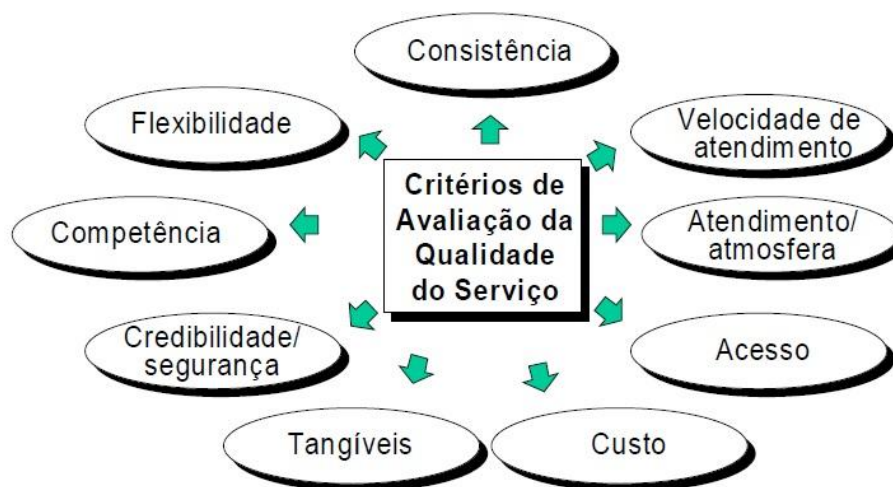 Consistência
Flexibilidade
Velocidade de
atendimento
Critérios de
Avaliação da
Qualidade
do Serviço
Competência
Atendimento/
atmosfera
Credibilidade/
segurança
Acesso
Tangíveis
Custo